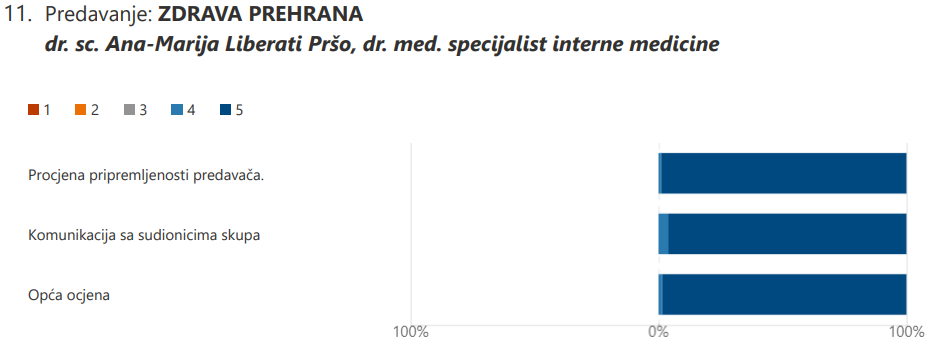 11. Predavanje: ZDRAVA PREHRANA
dr. sc. Ana-Marija Liberati Pršo, dr. med. specijalist interne medicine
1 2 3 4 5
Procjena pripremljenosti predavača.
Komunikacija sa sudionicima skupa
Opća ocjena
100% 0% 100%